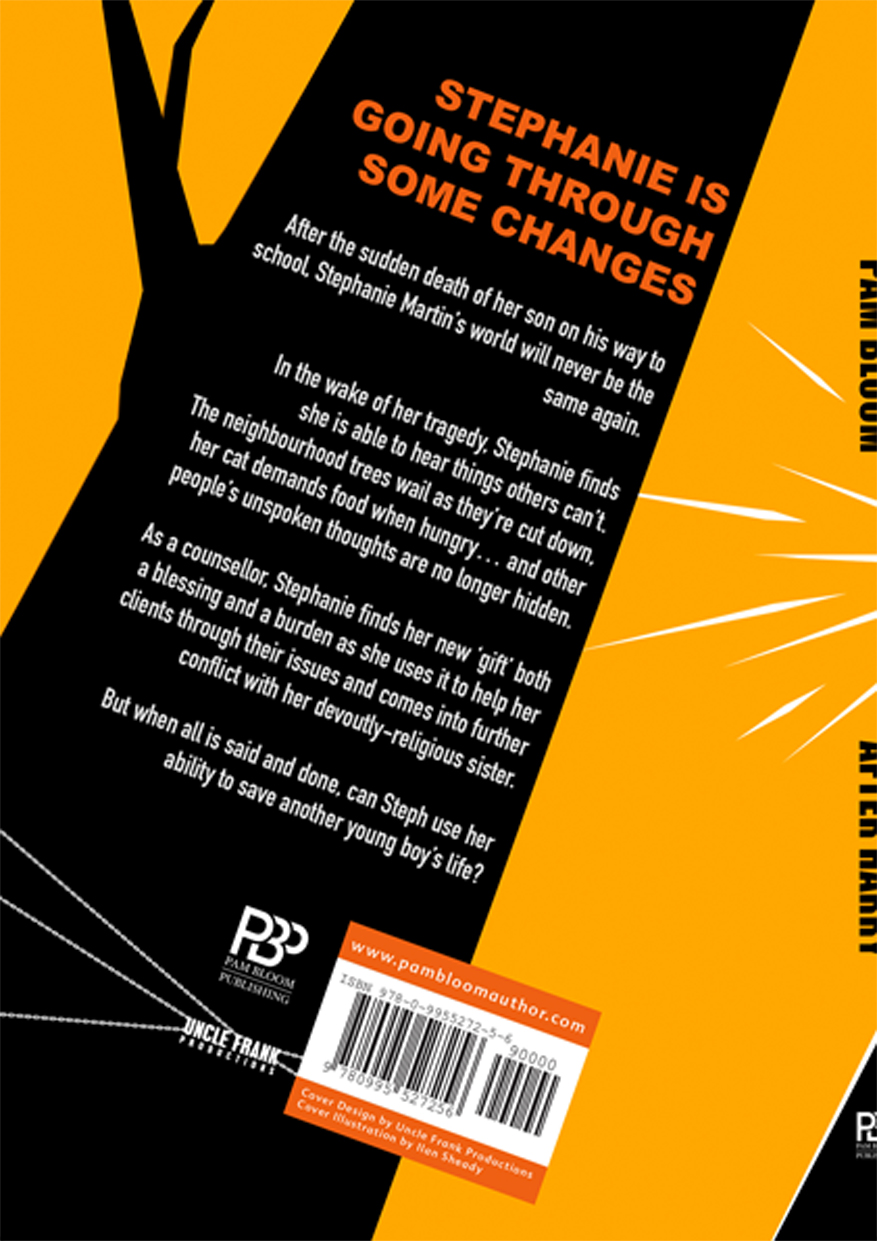 STEPHANIE IS
GOING THROUGH
SOME CHANGES
After the sudden death of her son on his way to
school, Stephanie Martin's world will never be the
same again.
In the wake of her tragedy, Stephanie finds
she is able to hear things others can't.
The neighbourhood trees wail as they're cut down,
her cat demands food when hungry... and other
people's unspoken thoughts are no longer hidden.
As a counsellor, Stephanie finds her new 'gift' both
a blessing and a burden as she uses it to help her
clients through their issues and comes into further
conflict with her devoutly-religious sister.
But when all is said and done, can Steph use her
ability to save another young boy's life?
PBP
PAM BLOOM
PUBLISHING
UNCLE FRANK
PRODUCTIONS
www.pambloomauthor.com
ISBN 978-0-9955272-5-6
90000
9 780995 527256
Cover Design by Uncle Frank Productions
Cover Illustration by Ilan Sheady
PAM BLOOM
AFTER HARRY